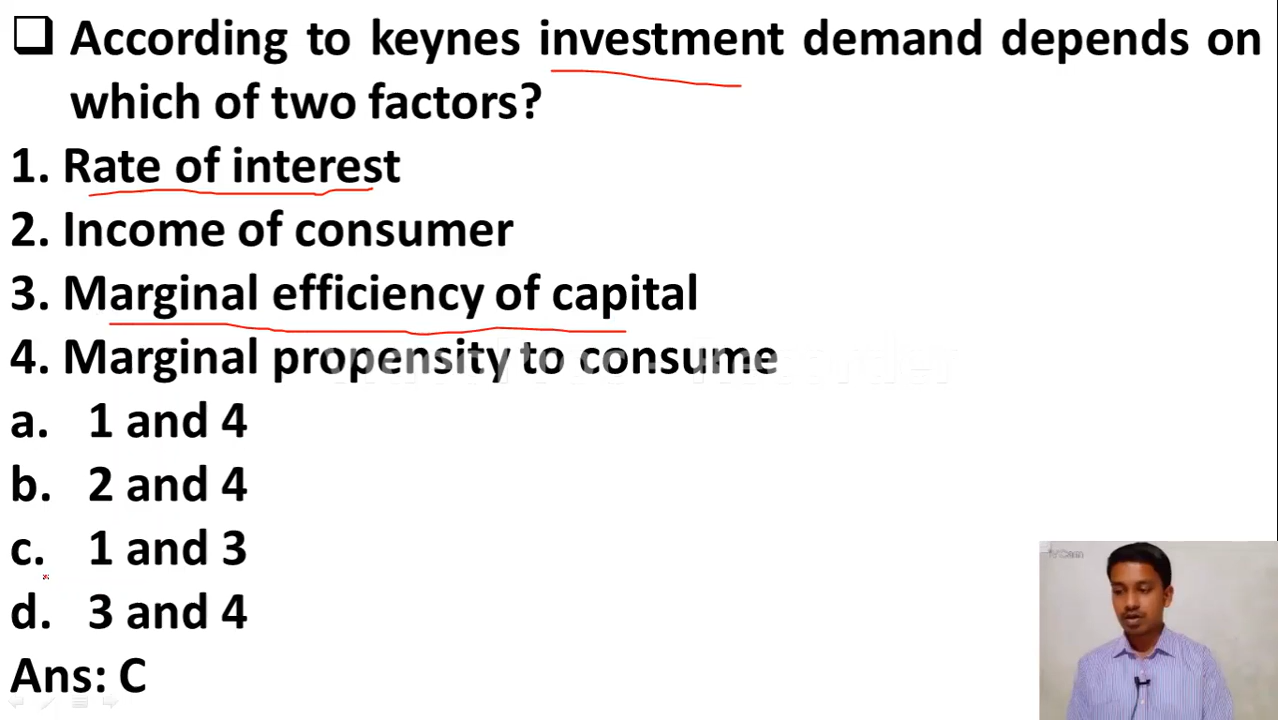 According to keynes investment demand depends on
which of two factors?
1. Rate of interest
2. Income of consumer
3. Marginal efficiency of capital
4. Marginal propensity to consume
a. 1 and 4
b. 2 and 4
c. 1 and 3
d. 3 and 4
Ans: C